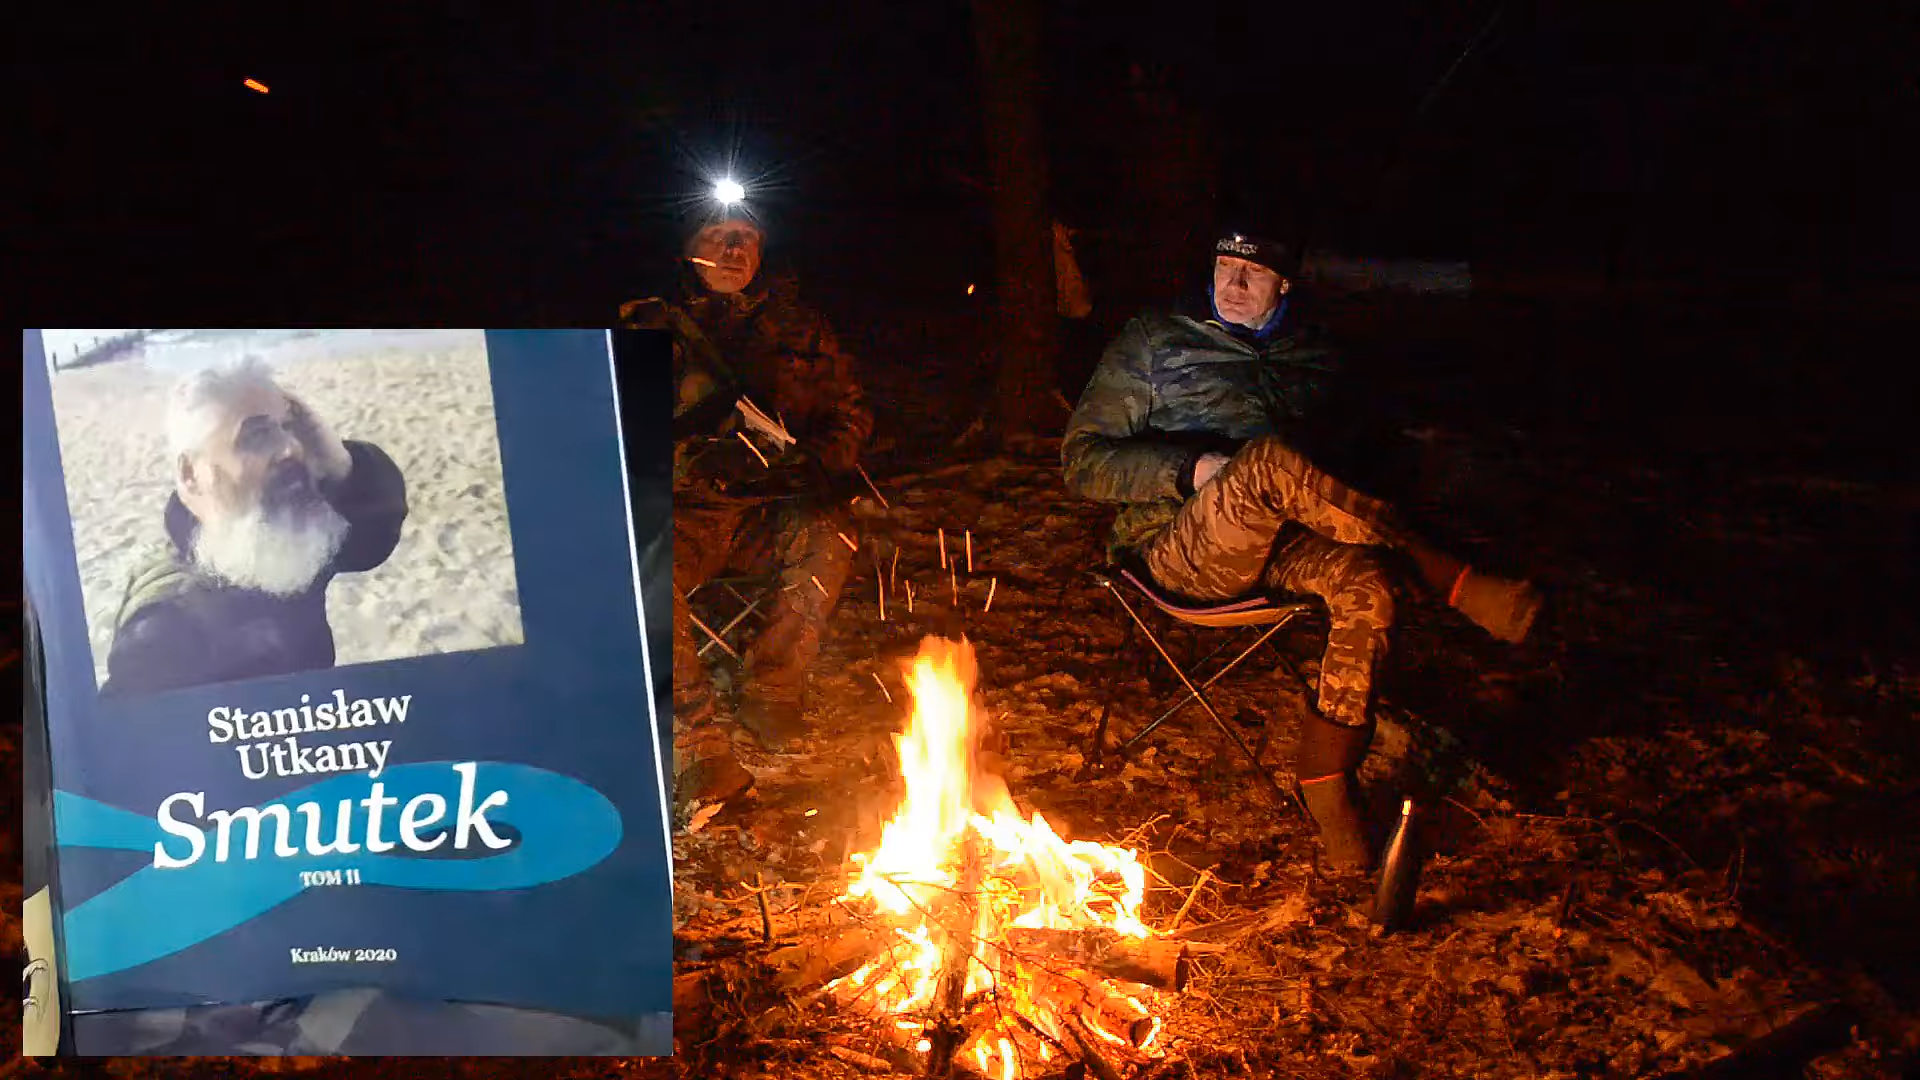 Stanisław
Utkany
Smutek
TOM II
Kraków 2020